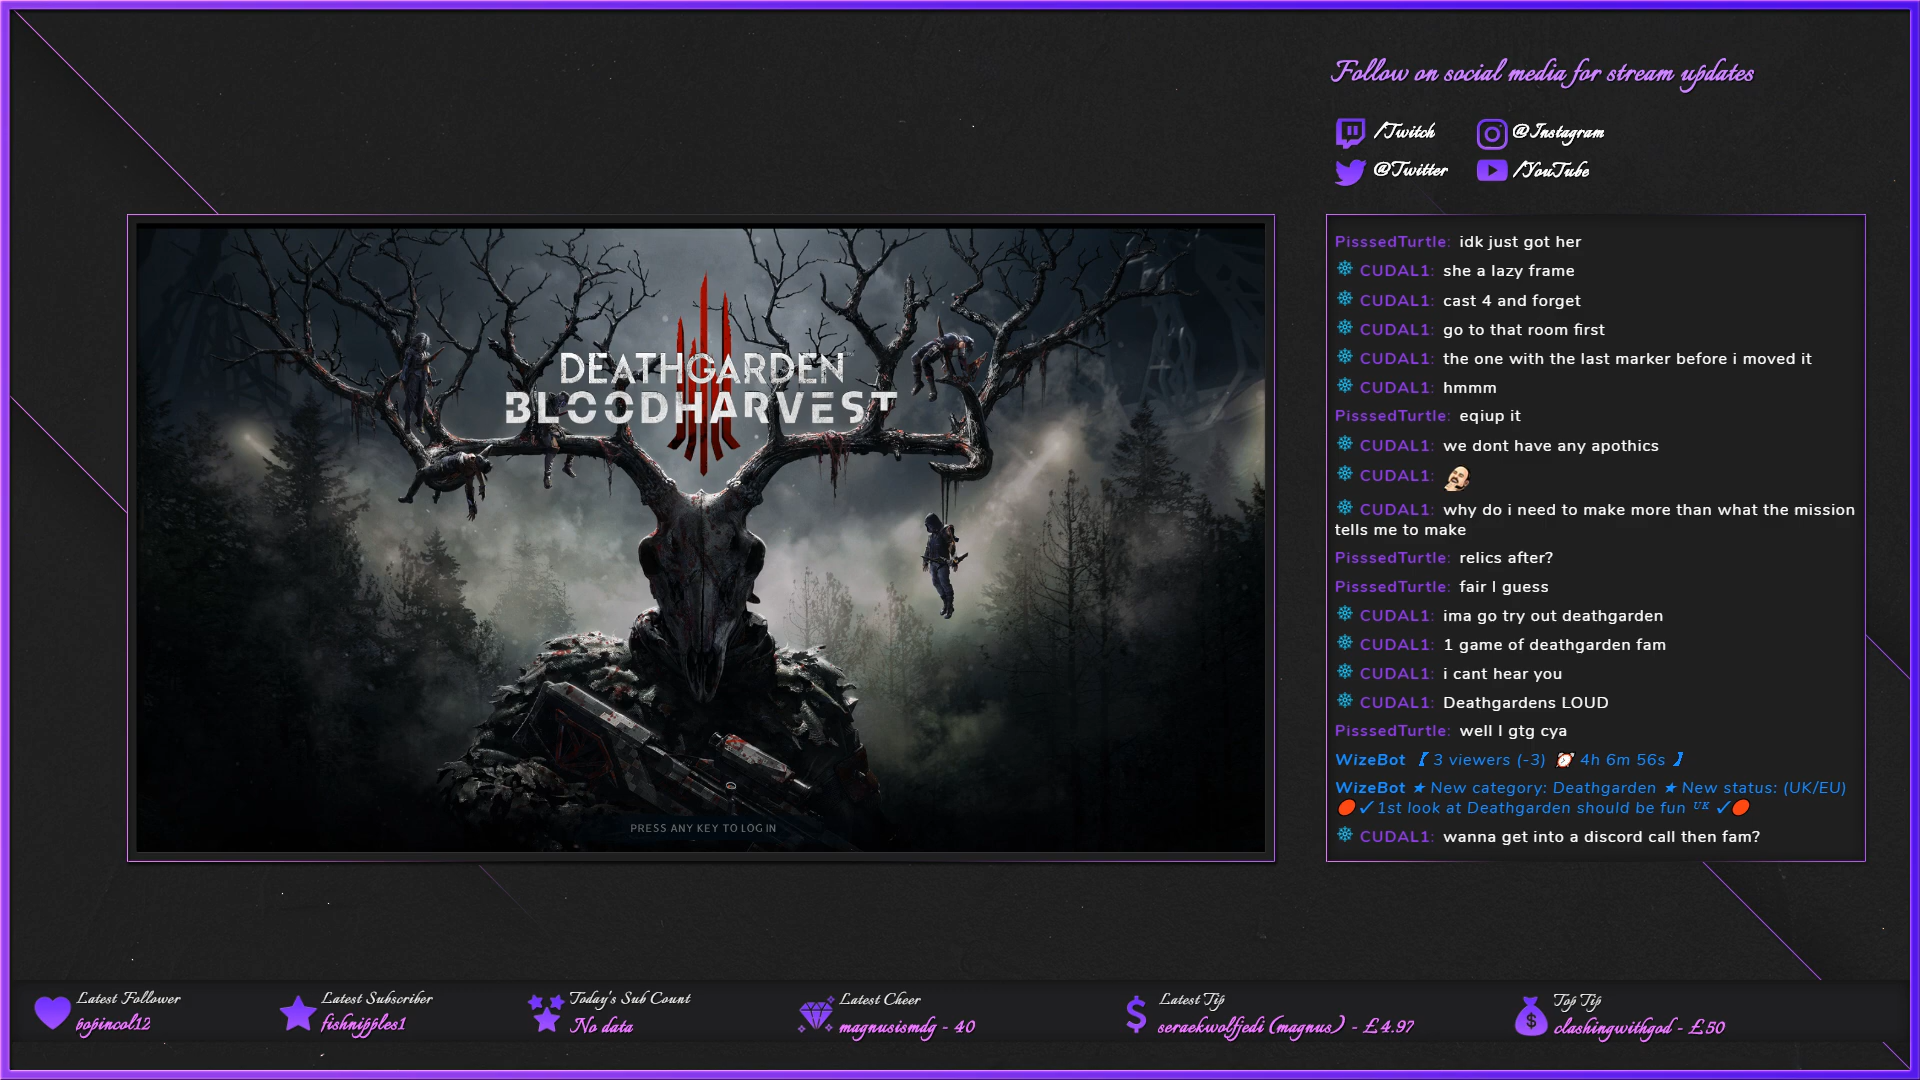 Follow on social media for stream updates
/Twitch
@Instagram
@Twitter
/YouTube
DEATHGARDEN
BLOODHARVEST
PRESS ANY KEY TO LOG IN
PisssedTurtle: idk just got her
CUDAL1: she a lazy frame
CUDAL1: cast 4 and forget
CUDAL1: go to that room first
CUDAL1: the one with the last marker before i moved it
CUDAL1: hmmm
PisssedTurtle: eqiup it
CUDAL1: we dont have any apothics
CUDAL1:
CUDAL1: why do i need to make more than what the mission
tells me to make
PisssedTurtle: relics after?
PisssedTurtle: fair I guess
CUDAL1: ima go try out deathgarden
CUDAL1: 1 game of deathgarden fam
CUDAL1: i cant hear you
CUDAL1: Deathgardens LOUD
PisssedTurtle: well I gtg cya
WizeBot 【 3 viewers (-3) ⏰ 4h 6m 56s 】
WizeBot ★ New category: Deathgarden ★ New status: (UK/EU)
🔴✓1st look at Deathgarden should be fun ᵁᴷ ✓🔴
CUDAL1: wanna get into a discord call then fam?
Latest Follower
bopincol12
Latest Subscriber
fishnipples1
Today's Sub Count
No data
Latest Cheer
magnusismdg - 40
Latest Tip
seraekwolfjedi (magnus) - £4.97
Top Tip
clashingwithgod - £50